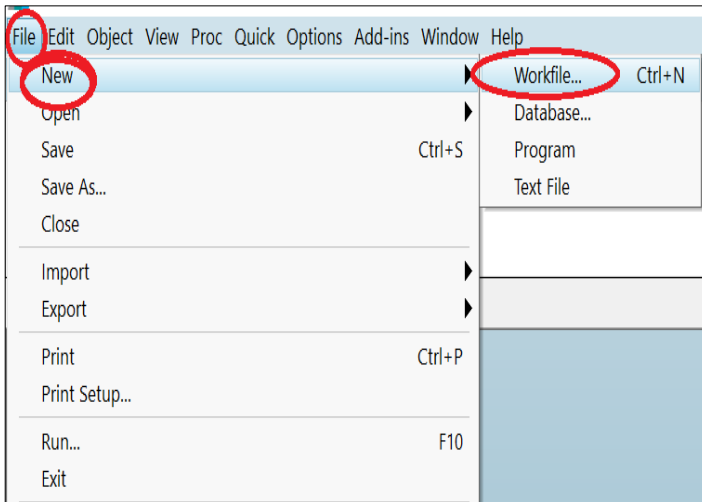 File Edit Object View Proc Quick Options Add-ins Window Help
New
Workfile... Ctrl+N
Open
Database...
Save Ctrl+S
Program
Save As...
Text File
Close
Import
Export
Print Ctrl+P
Print Setup...
Run... F10
Exit